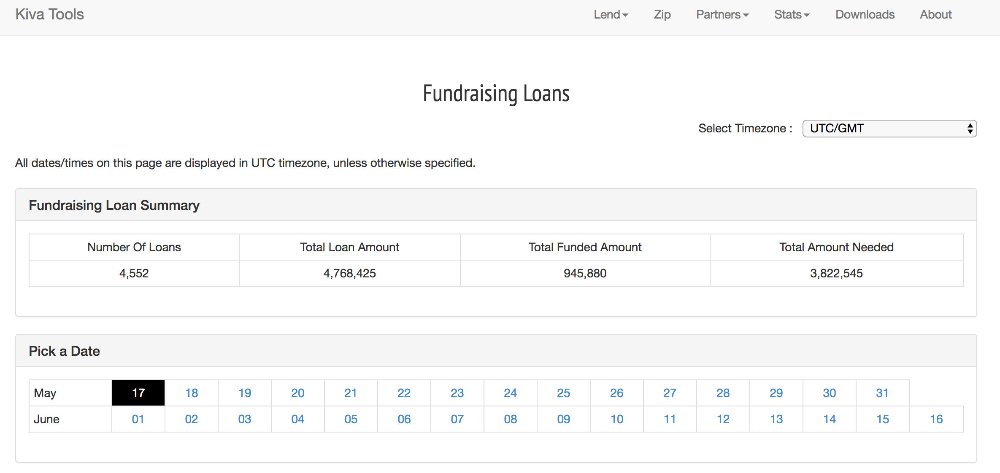 Kiva Tools Lend Zip Partners Stats Downloads About
Fundraising Loans
Select Timezone : UTC/GMT
All dates/times on this page are displayed in UTC timezone, unless otherwise specified.
Fundraising Loan Summary
Number Of Loans Total Loan Amount Total Funded Amount Total Amount Needed
4,552 4,768,425 945,880 3,822,545
Pick a Date
May 17 18 19 20 21 22 23 24 25 26 27 28 29 30 31
June 01 02 03 04 05 06 07 08 09 10 11 12 13 14 15 16